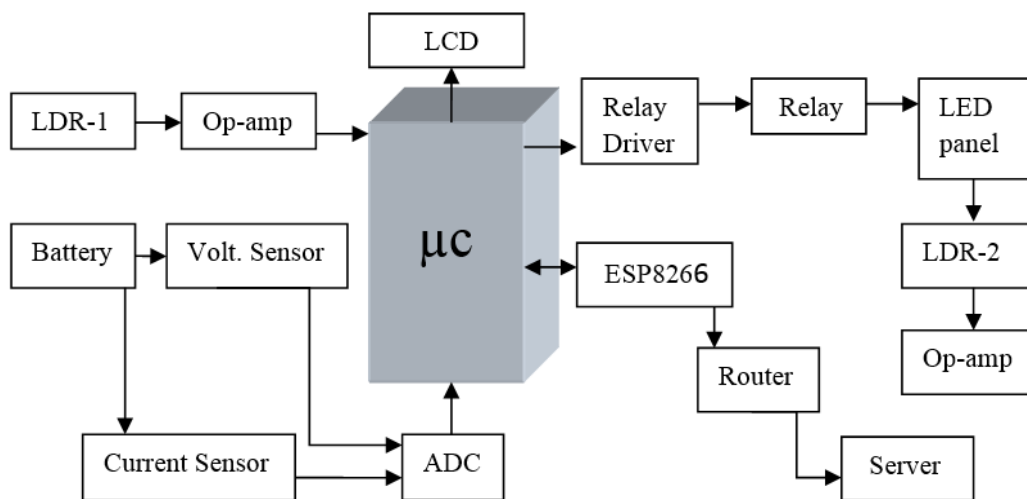 LCD
LDR-1
Op-amp
Relay
Driver
Relay
LED
panel
μc
Battery
Volt. Sensor
ESP8266
LDR-2
Router
Op-amp
Current Sensor
ADC
Server